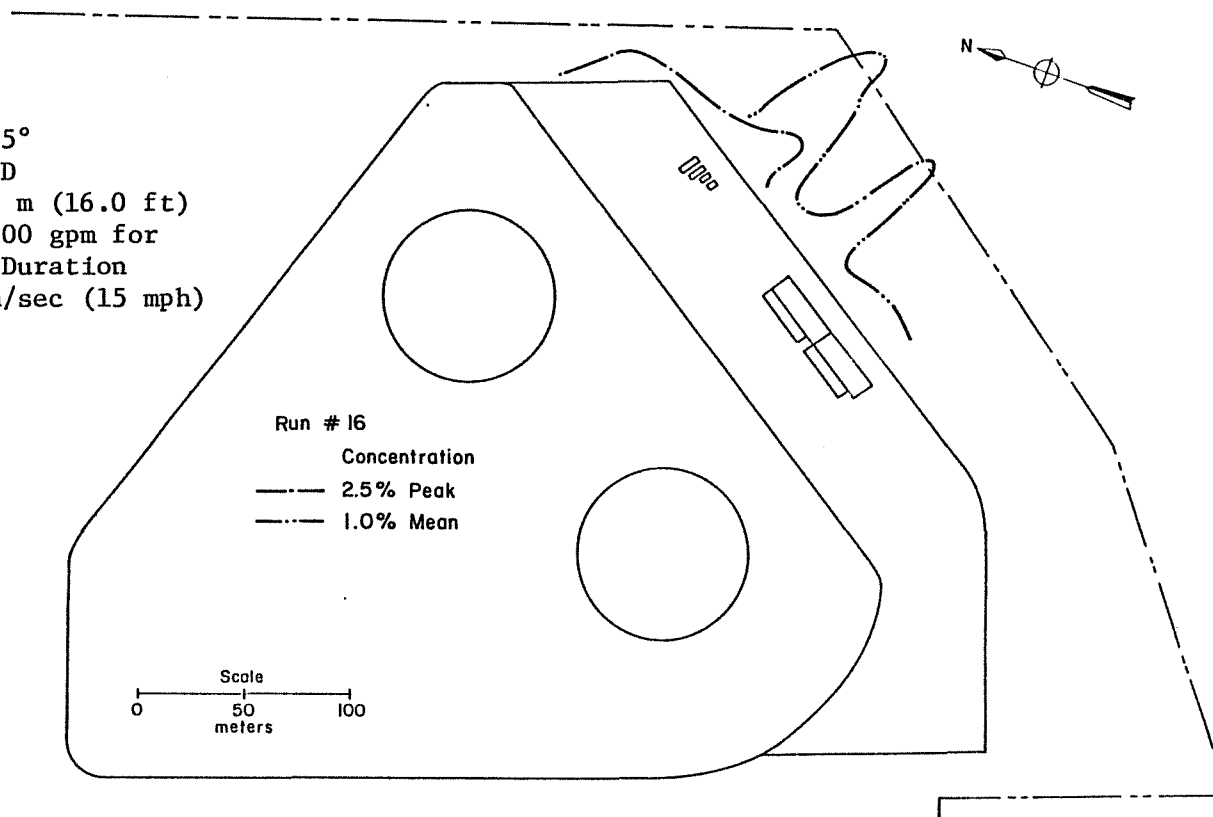 N
5°
D
m (16.0 ft)
00 gpm for
Duration
/sec (15 mph)
Run # 16
Concentration
2.5% Peak
1.0% Mean
Scale
0 50 100
meters